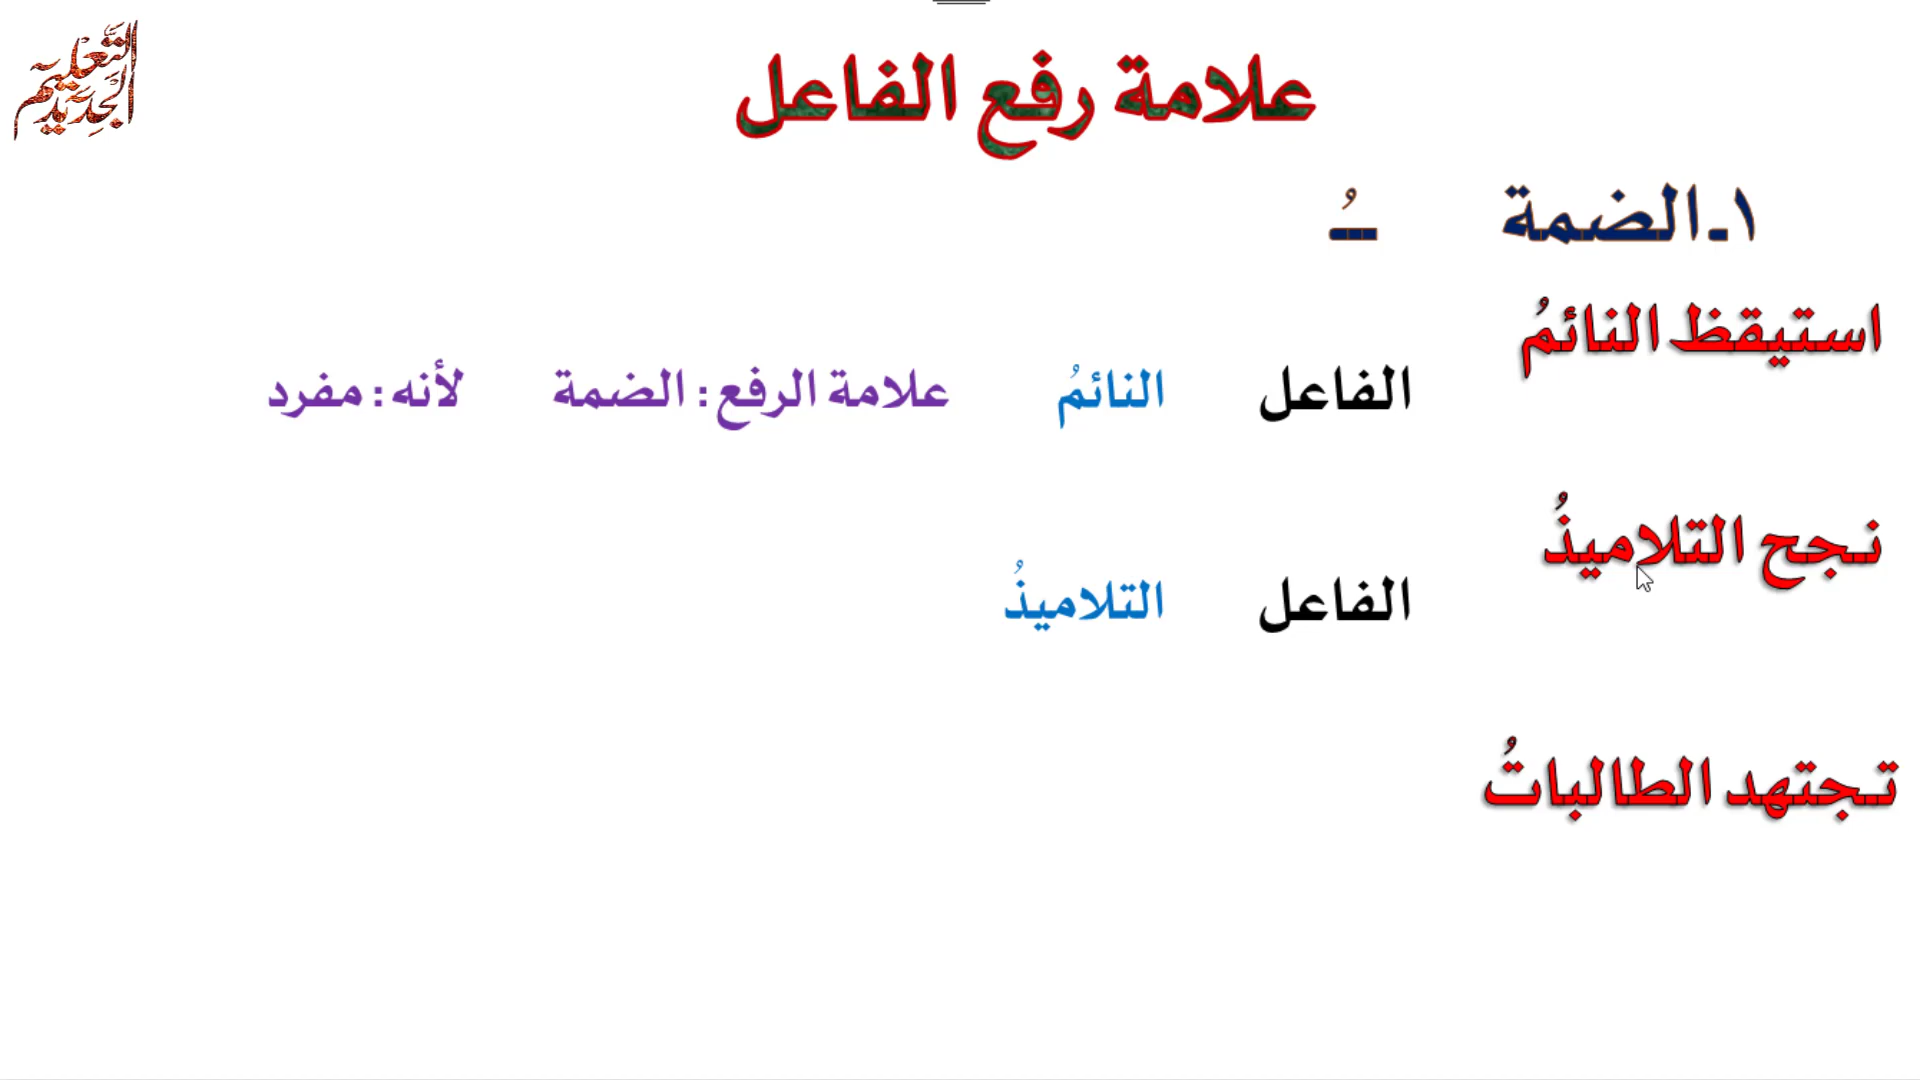 التعليم الجديد
علامة رفع الفاعل
١ـ الضمة ـُ
استيقظ النائمُ
الفاعل النائمُ علامة الرفع : الضمة لأنه : مفرد
نجح التلاميذُ
الفاعل التلاميذُ
تجتهد الطالباتُ